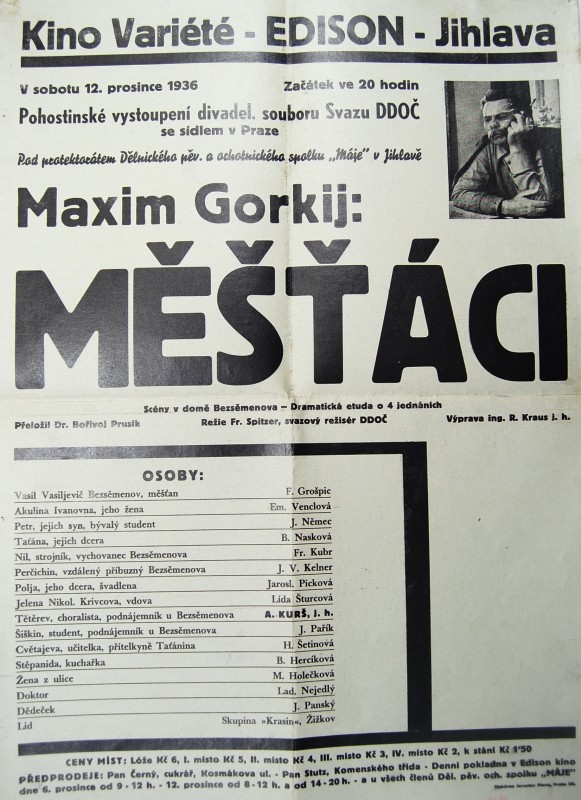 Kino Variété - EDISON - Jihlava
V sobotu 12. prosince 1936 Začátek ve 20 hodin
Pohostinské vystoupení divadel. souboru Svazu DDOČ
se sídlem v Praze
Pod protektorátem Dělnického pěv. a ochotnického spolku „Máje" v Jihlavě
Maxim Gorkij:
MĚŠŤÁCI
Scény v domě Bezsěmenova – Dramatická etuda o 4 jednáních
Přeložil Dr. Bořivoj Prusík Režie Fr. Spitzer, svazový režisér DDOČ Výprava ing. R. Kraus j. h.
OSOBY:
Vasil Vasiljevič Bezsěmenov, měšťan F. Grošpic
Akulina Ivanovna, jeho žena Em. Venclová
Petr, jejich syn, bývalý student J. Němec
Taťána, jejich dcera B. Nasková
Nil, strojník, vychovanec Bezsěmenova Fr. Kubr
Perčichin, vzdálený příbuzný Bezsěmenova J. V. Kelner
Polja, jeho dcera, švadlena Jarosl. Picková
Jelena Nikol. Krivcova, vdova Lída Šturcová
Tětěrev, choralista, podnájemník u Bezsěmenova A. KURŠ, j. h.
Šiškin, student, podnájemník u Bezsěmenova J. Pařík
Cvětajeva, učitelka, přítelkyně Taťánina H. Šetinová
Stěpanida, kuchařka B. Hercíková
Žena z ulice M. Holečková
Doktor Lad. Nejedlý
Dědeček J. Panský
Lid Skupina »Krasin«, Žižkov
CENY MÍST: Lóže Kč 6, I. místo Kč 5, II. místo Kč 4, III. místo Kč 3, IV. místo Kč 2, k stání Kč 1'50
PŘEDPRODEJE: Pan Černý, cukrář, Kosmákova ul. - Pan Stutz, Komenského třída - Denní pokladna v Edison kino
dne 6. prosince od 9 - 12 h. - 12. prosince od 8 -12 h. a od 14 - 20 h. - a u všech členů Děl. pěv. och. spolku „MÁJE"